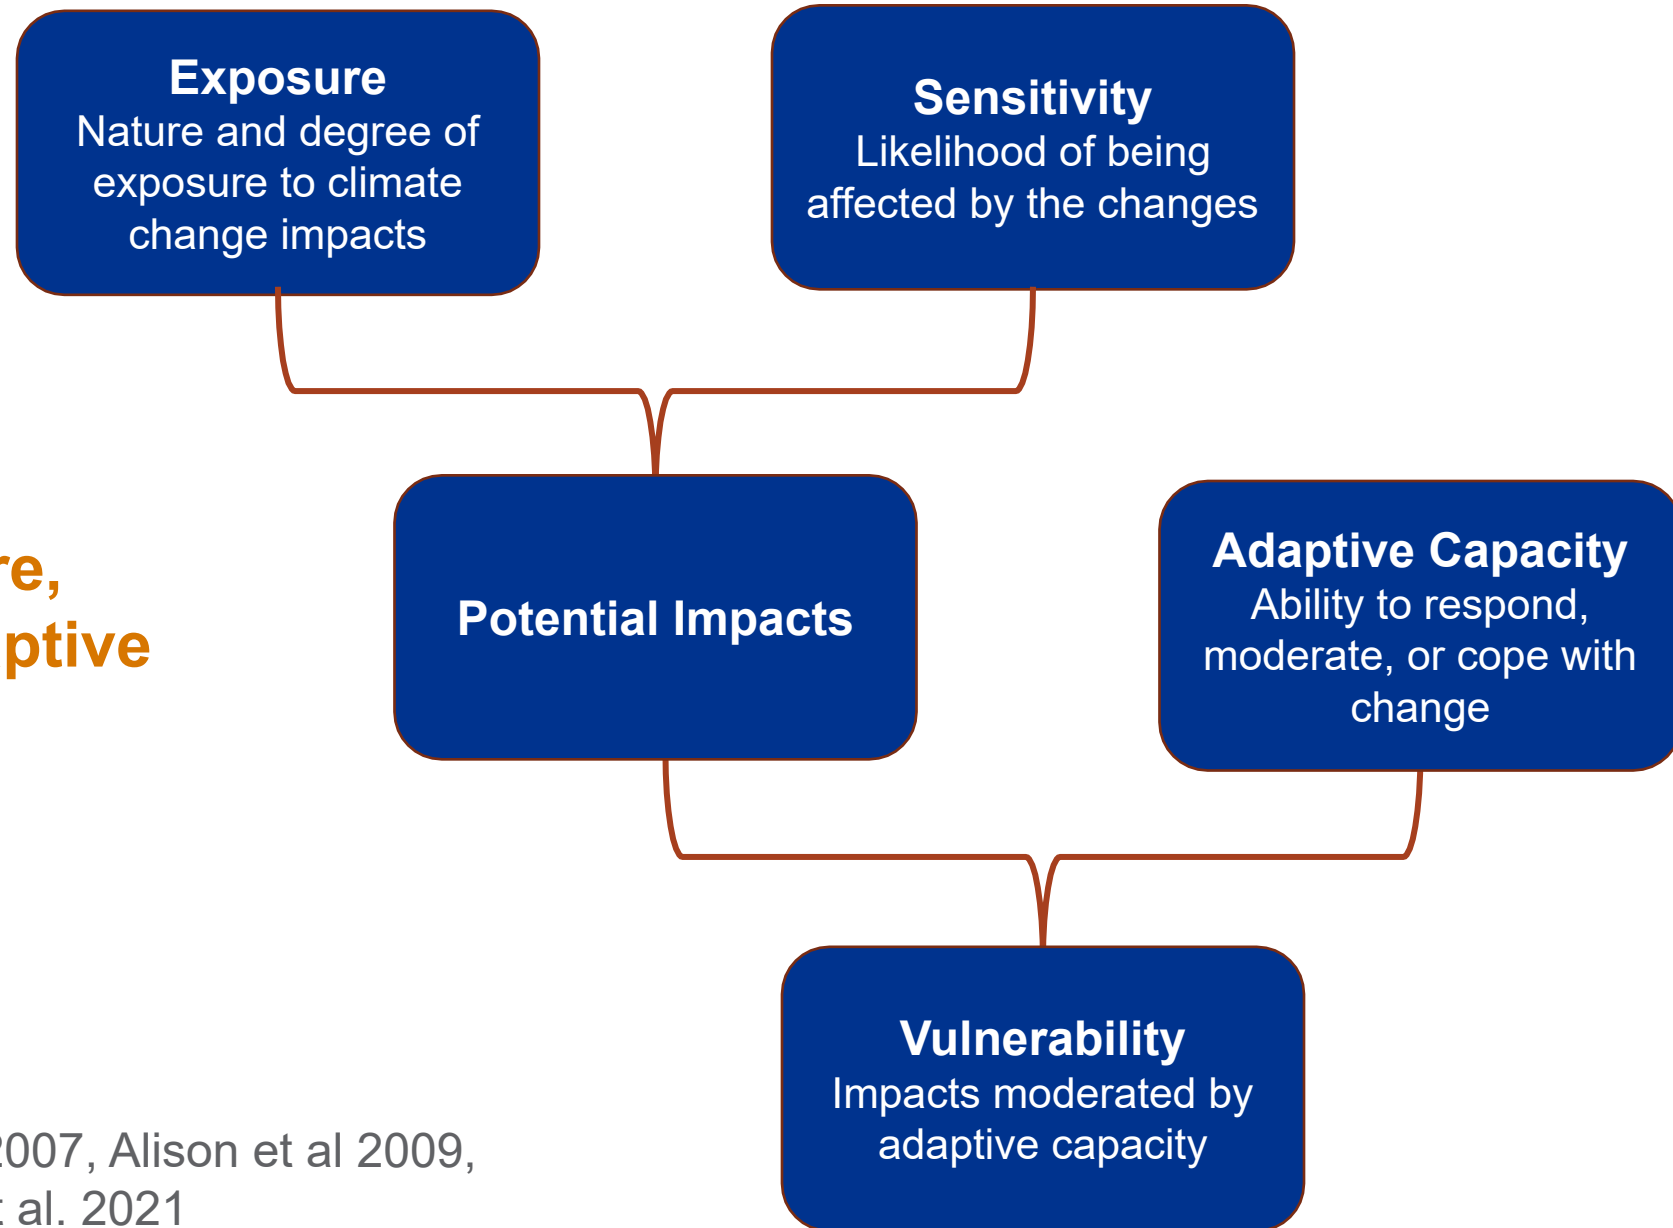 Exposure
Nature and degree of
exposure to climate
change impacts
Sensitivity
Likelihood of being
affected by the changes
re,
ptive
Potential Impacts
Adaptive Capacity
Ability to respond,
moderate, or cope with
change
Vulnerability
Impacts moderated by
adaptive capacity
2007, Alison et al 2009,
t al. 2021